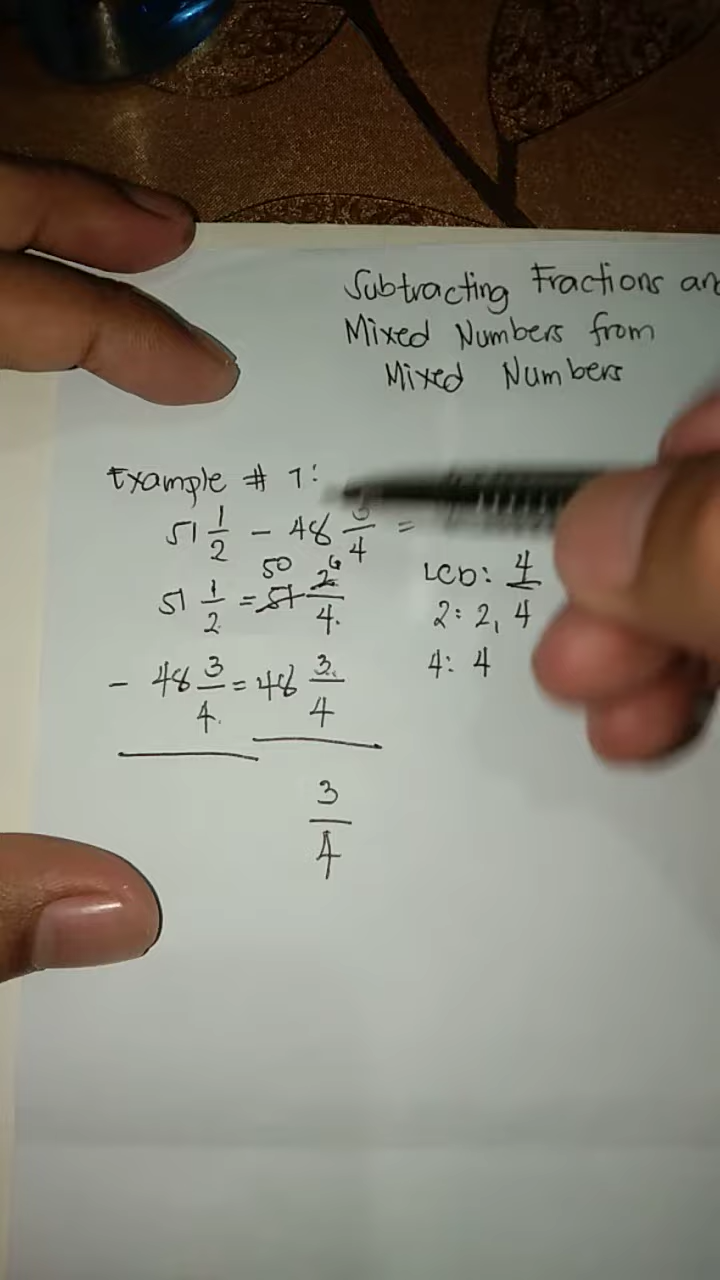 Subtracting Fractions an
Mixed Numbers from
Mixed Numbers
Example # 1:
51 1/2 - 48 3/4 =
51 1/2 = 51 50 2 6/4
- 48 3/4 = 48 3/4
3/4
LCD: 4
2: 2, 4
4: 4